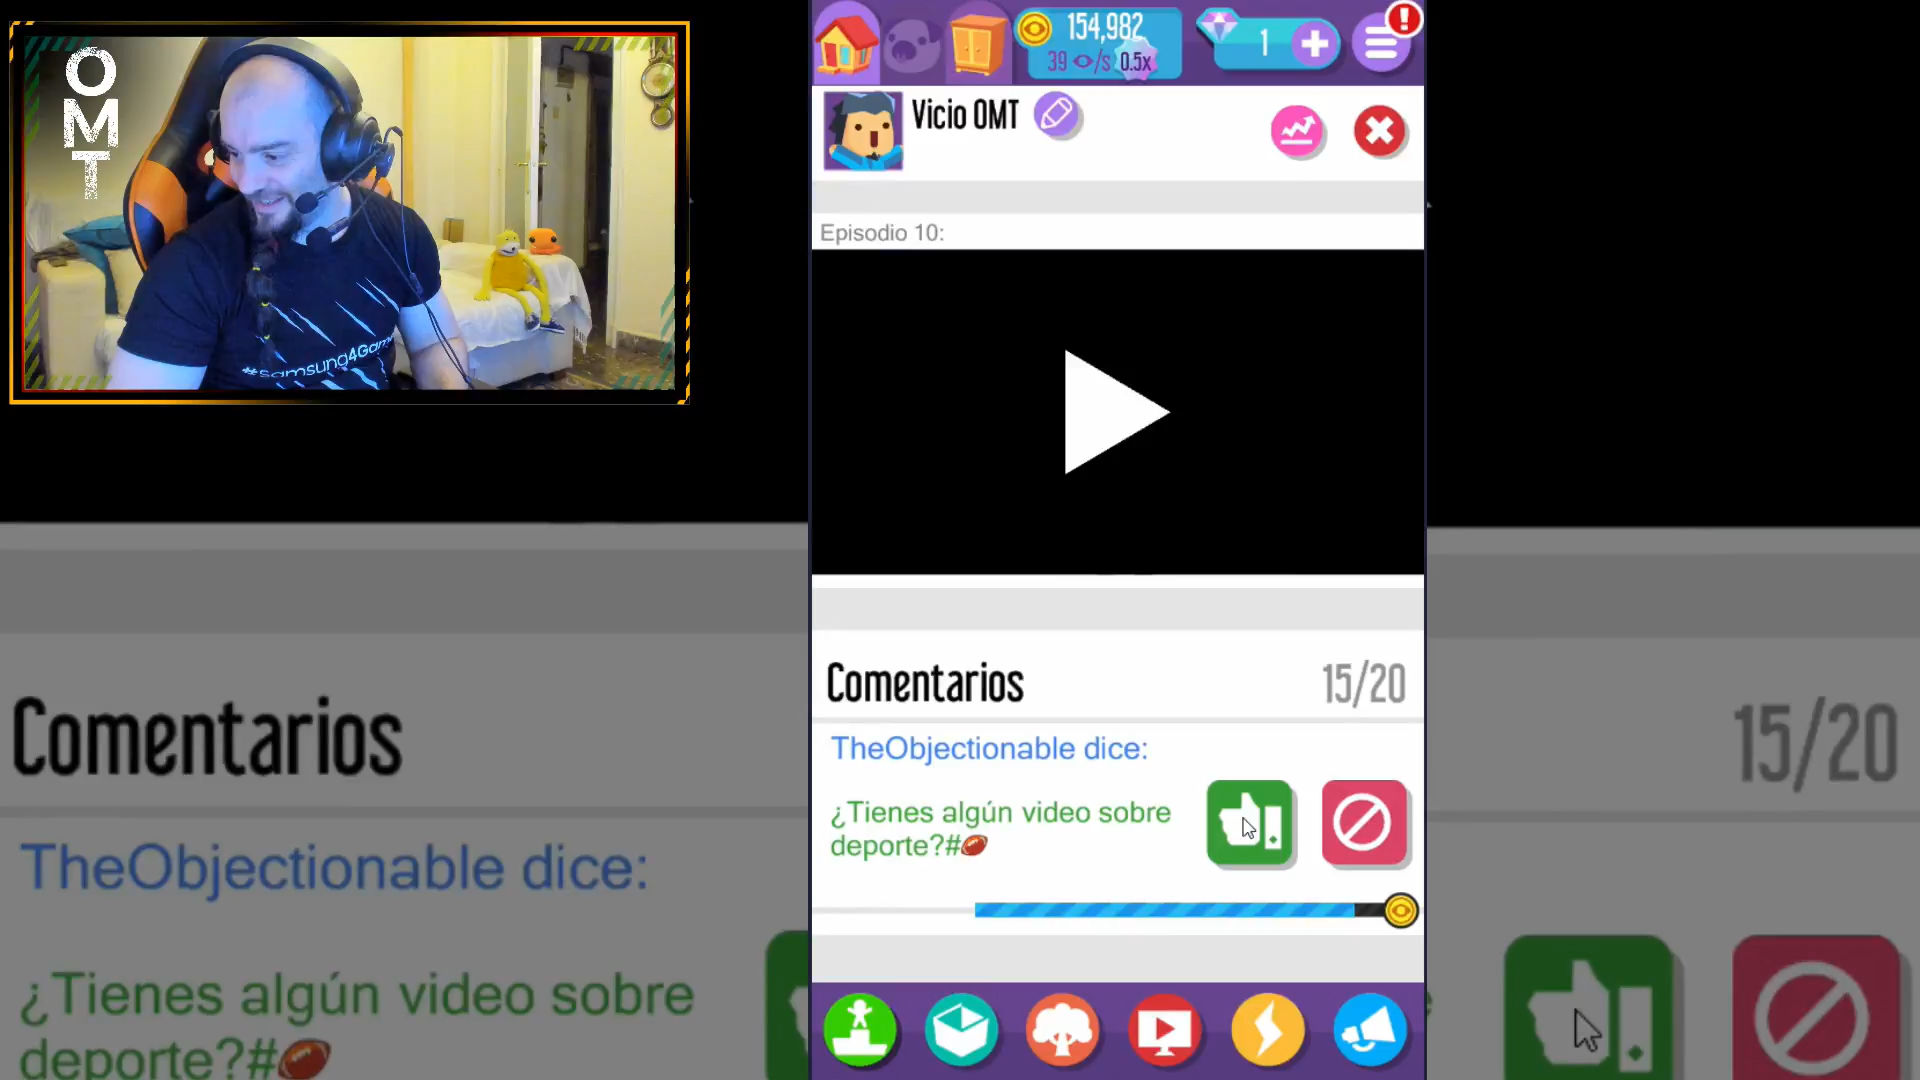 OMT
#samsung4Gam
154,982
39 /s 0.5x
1
Vicio OMT
Episodio 10:
Comentarios
15/20
TheObjectionable dice:
¿Tienes algún video sobre
deporte?#🏈
Comentarios
15/20
TheObjectionable dice:
¿Tienes algún video sobre
deporte?#🏈